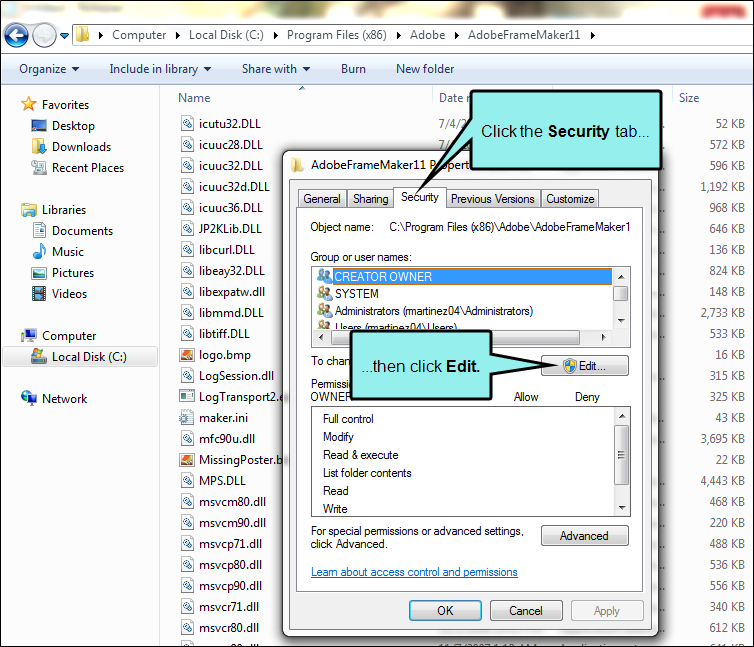 Computer Local Disk (C:) Program Files (x86) Adobe AdobeFrameMaker11
Organize Include in library Share with Burn New folder
Favorites
Desktop
Downloads
Recent Places
Libraries
Documents
Music
Pictures
Videos
Computer
Local Disk (C:)
Network
Name Date Size
icutu32.DLL 7/4/2 52 KB
icuuc28.DLL 7/4/ 572 KB
icuuc32.DLL 596 KB
icuuc32d.DLL 1,192 KB
icuuc36.DLL 968 KB
JP2KLib.DLL 646 KB
libcurl.DLL 136 KB
libeay32.DLL 824 KB
libexpatw.dll 148 KB
libmmd.DLL 2,733 KB
libtiff.DLL 533 KB
logo.bmp 16 KB
LogSession.dll 315 KB
LogTransport2.e 325 KB
maker.ini 43 KB
mfc90u.dll 3,695 KB
MissingPoster.b 22 KB
MPS.DLL 4,443 KB
msvcm80.dll 468 KB
msvcm90.dll 220 KB
msvcp71.dll 488 KB
msvcp80.dll 536 KB
msvcp90.dll 556 KB
msvcr71.dll 340 KB
msvcr80.dll 612 KB
Click the Security tab...
AdobeFrameMaker11 Propert
General Sharing Security Previous Versions Customize
Object name: C:\Program Files (x86)\Adobe\AdobeFrameMaker1
Group or user names:
CREATOR OWNER
SYSTEM
Administrators (martinez04\Administrators)
Users (martinez04\Users)
To chan
...then click Edit.
Edit...
Permiss
OWNE Allow Deny
Full control
Modify
Read & execute
List folder contents
Read
Write
For special permissions or advanced settings,
click Advanced.
Advanced
Learn about access control and permissions
OK Cancel Apply